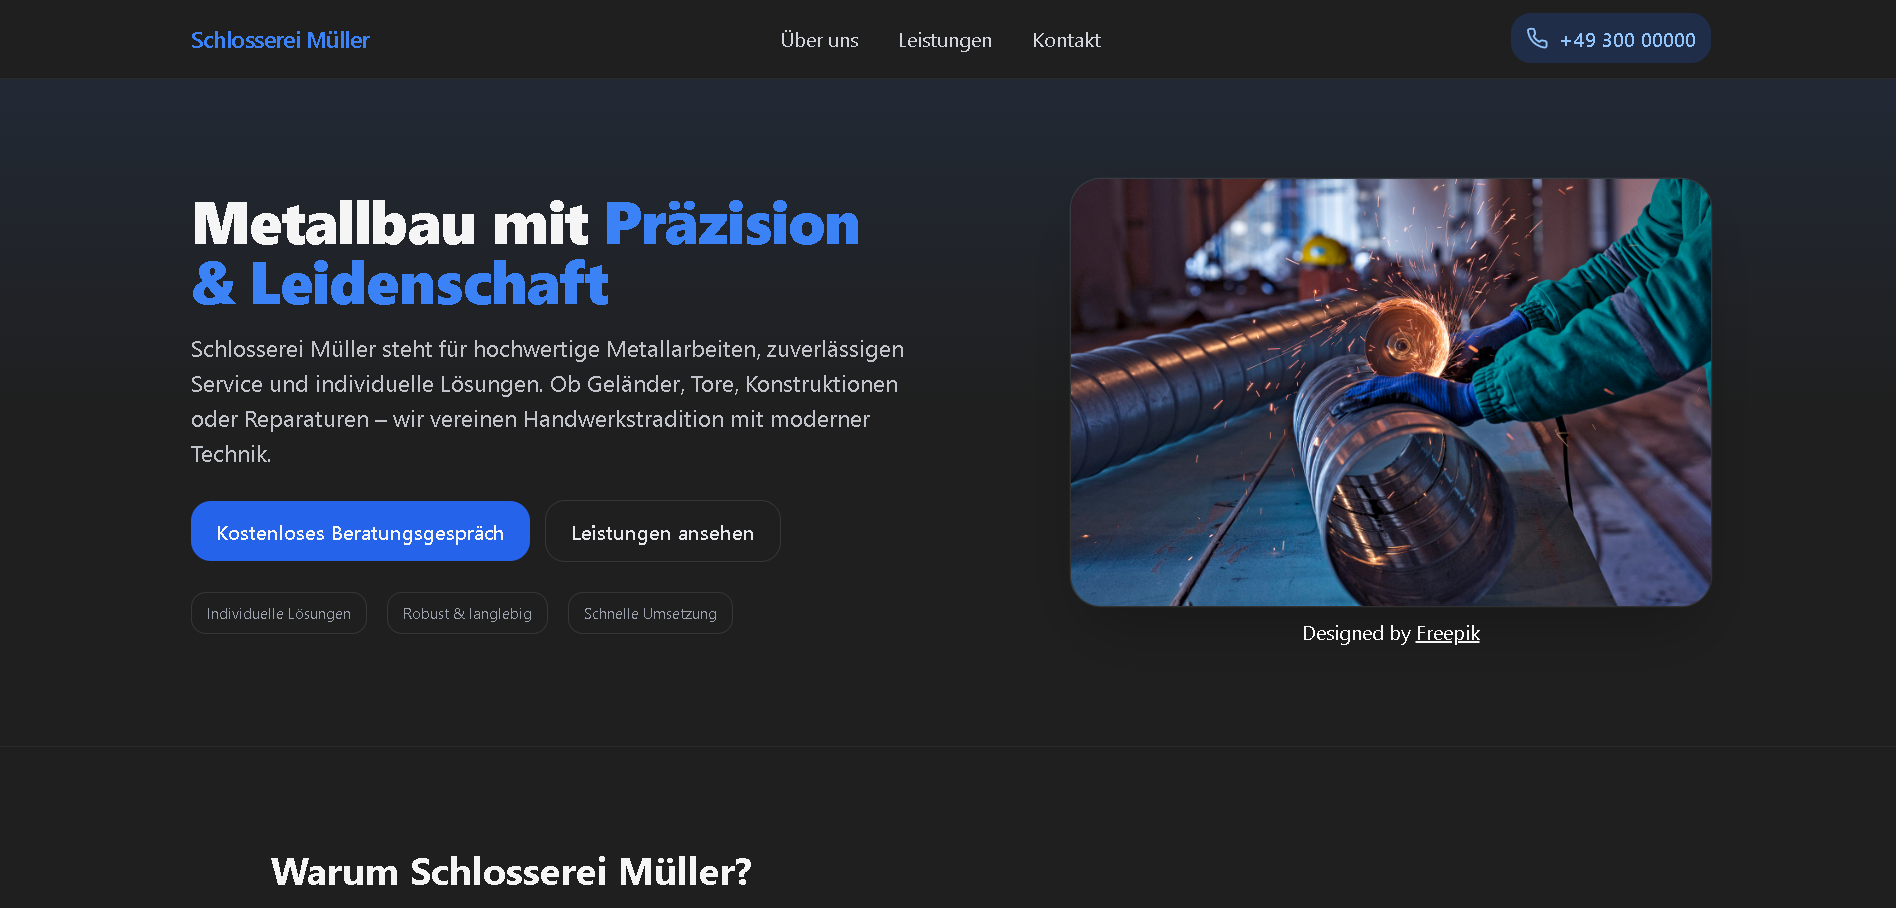 Schlosserei Müller
Über uns
Leistungen
Kontakt
+49 300 00000
Metallbau mit Präzision
& Leidenschaft
Schlosserei Müller steht für hochwertige Metallarbeiten, zuverlässigen
Service und individuelle Lösungen. Ob Geländer, Tore, Konstruktionen
oder Reparaturen – wir vereinen Handwerkstradition mit moderner
Technik.
Kostenloses Beratungsgespräch
Leistungen ansehen
Individuelle Lösungen
Robust & langlebig
Schnelle Umsetzung
Designed by Freepik
Warum Schlosserei Müller?